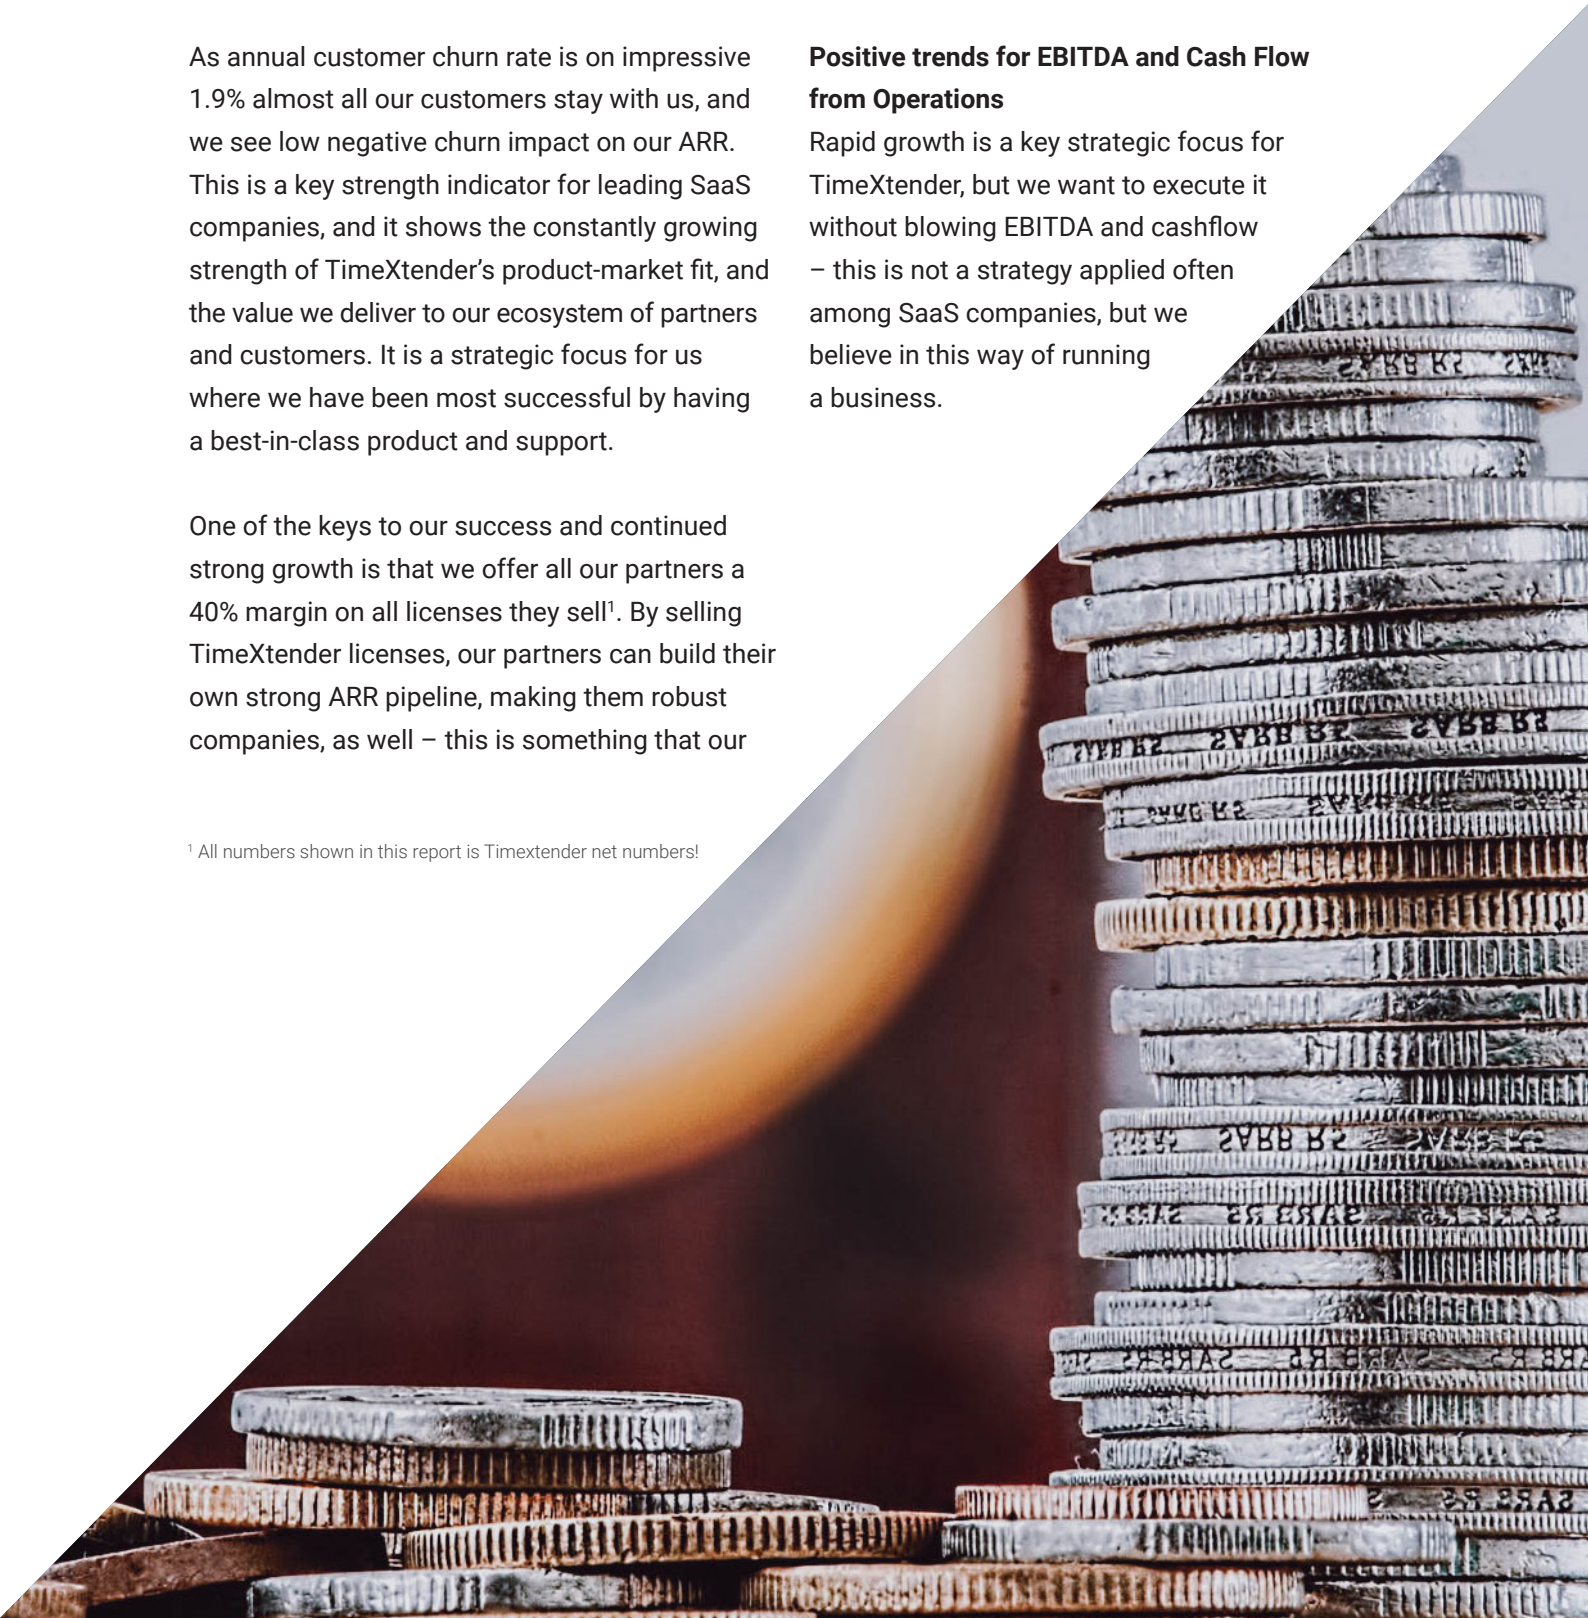 As annual customer churn rate is on impressive
1.9% almost all our customers stay with us, and
we see low negative churn impact on our ARR.
This is a key strength indicator for leading SaaS
companies, and it shows the constantly growing
strength of TimeXtender’s product-market fit, and
the value we deliver to our ecosystem of partners
and customers. It is a strategic focus for us
where we have been most successful by having
a best-in-class product and support.
One of the keys to our success and continued
strong growth is that we offer all our partners a
40% margin on all licenses they sell¹. By selling
TimeXtender licenses, our partners can build their
own strong ARR pipeline, making them robust
companies, as well – this is something that our
¹ All numbers shown in this report is Timextender net numbers!
Positive trends for EBITDA and Cash Flow
from Operations
Rapid growth is a key strategic focus for
TimeXtender, but we want to execute it
without blowing EBITDA and cashflow
– this is not a strategy applied often
among SaaS companies, but we
believe in this way of running
a business.
SARB R5
SARB R5
SARB R5